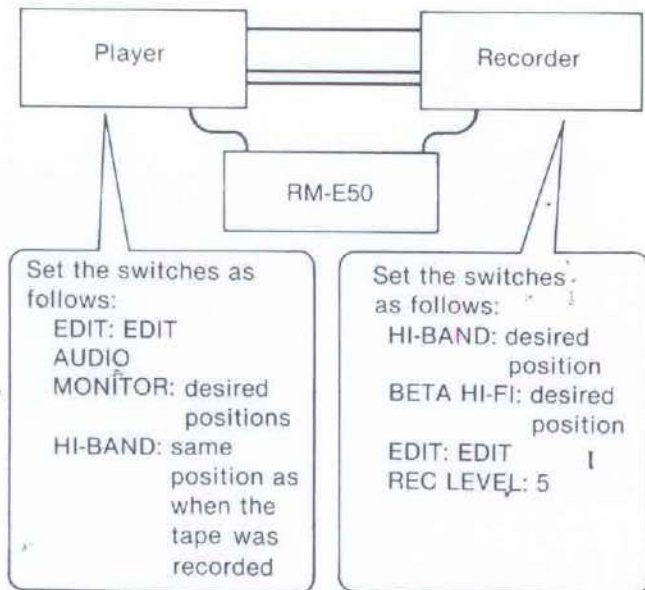 Player
Recorder
RM-E50
Set the switches as
follows:
EDIT: EDIT
AUDIO
MONITOR: desired
positions
HI-BAND: same
position as
when the
tape was
recorded
Set the switches
as follows:
HI-BAND: desired
position
BETA HI-FI: desired
position
EDIT: EDIT
REC LEVEL: 5